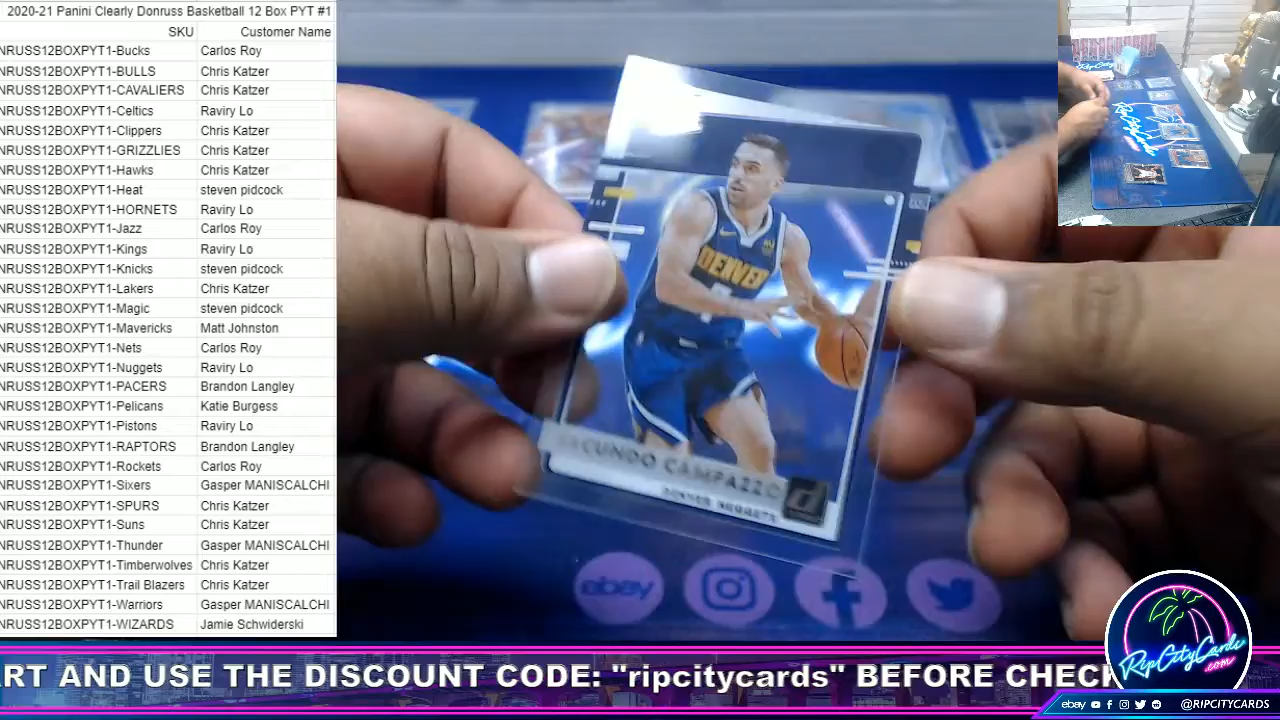 2020-21 Panini Clearly Donruss Basketball 12 Box PYT #1
SKU Customer Name
NRUSS12BOXPYT1-Bucks Carlos Roy
NRUSS12BOXPYT1-BULLS Chris Katzer
NRUSS12BOXPYT1-CAVALIERS Chris Katzer
NRUSS12BOXPYT1-Celtics Raviry Lo
NRUSS12BOXPYT1-Clippers Chris Katzer
NRUSS12BOXPYT1-GRIZZLIES Chris Katzer
NRUSS12BOXPYT1-Hawks Chris Katzer
NRUSS12BOXPYT1-Heat steven pidcock
NRUSS12BOXPYT1-HORNETS Raviry Lo
NRUSS12BOXPYT1-Jazz Carlos Roy
NRUSS12BOXPYT1-Kings Raviry Lo
NRUSS12BOXPYT1-Knicks steven pidcock
NRUSS12BOXPYT1-Lakers Chris Katzer
NRUSS12BOXPYT1-Magic steven pidcock
NRUSS12BOXPYT1-Mavericks Matt Johnston
NRUSS12BOXPYT1-Nets Carlos Roy
NRUSS12BOXPYT1-Nuggets Raviry Lo
NRUSS12BOXPYT1-PACERS Brandon Langley
NRUSS12BOXPYT1-Pelicans Katie Burgess
NRUSS12BOXPYT1-Pistons Raviry Lo
NRUSS12BOXPYT1-RAPTORS Brandon Langley
NRUSS12BOXPYT1-Rockets Carlos Roy
NRUSS12BOXPYT1-Sixers Gasper MANISCALCHI
NRUSS12BOXPYT1-SPURS Chris Katzer
NRUSS12BOXPYT1-Suns Chris Katzer
NRUSS12BOXPYT1-Thunder Gasper MANISCALCHI
NRUSS12BOXPYT1-Timberwolves Chris Katzer
NRUSS12BOXPYT1-Trail Blazers Chris Katzer
NRUSS12BOXPYT1-Warriors Gasper MANISCALCHI
NRUSS12BOXPYT1-WIZARDS Jamie Schwiderski
DENVER
FACUNDO CAMPAZZO
DENVER NUGGETS
ebay
RipCityCards
.com
ART AND USE THE DISCOUNT CODE: "ripcitycards" BEFORE CHECK
ebay @RIPCITYCARDS